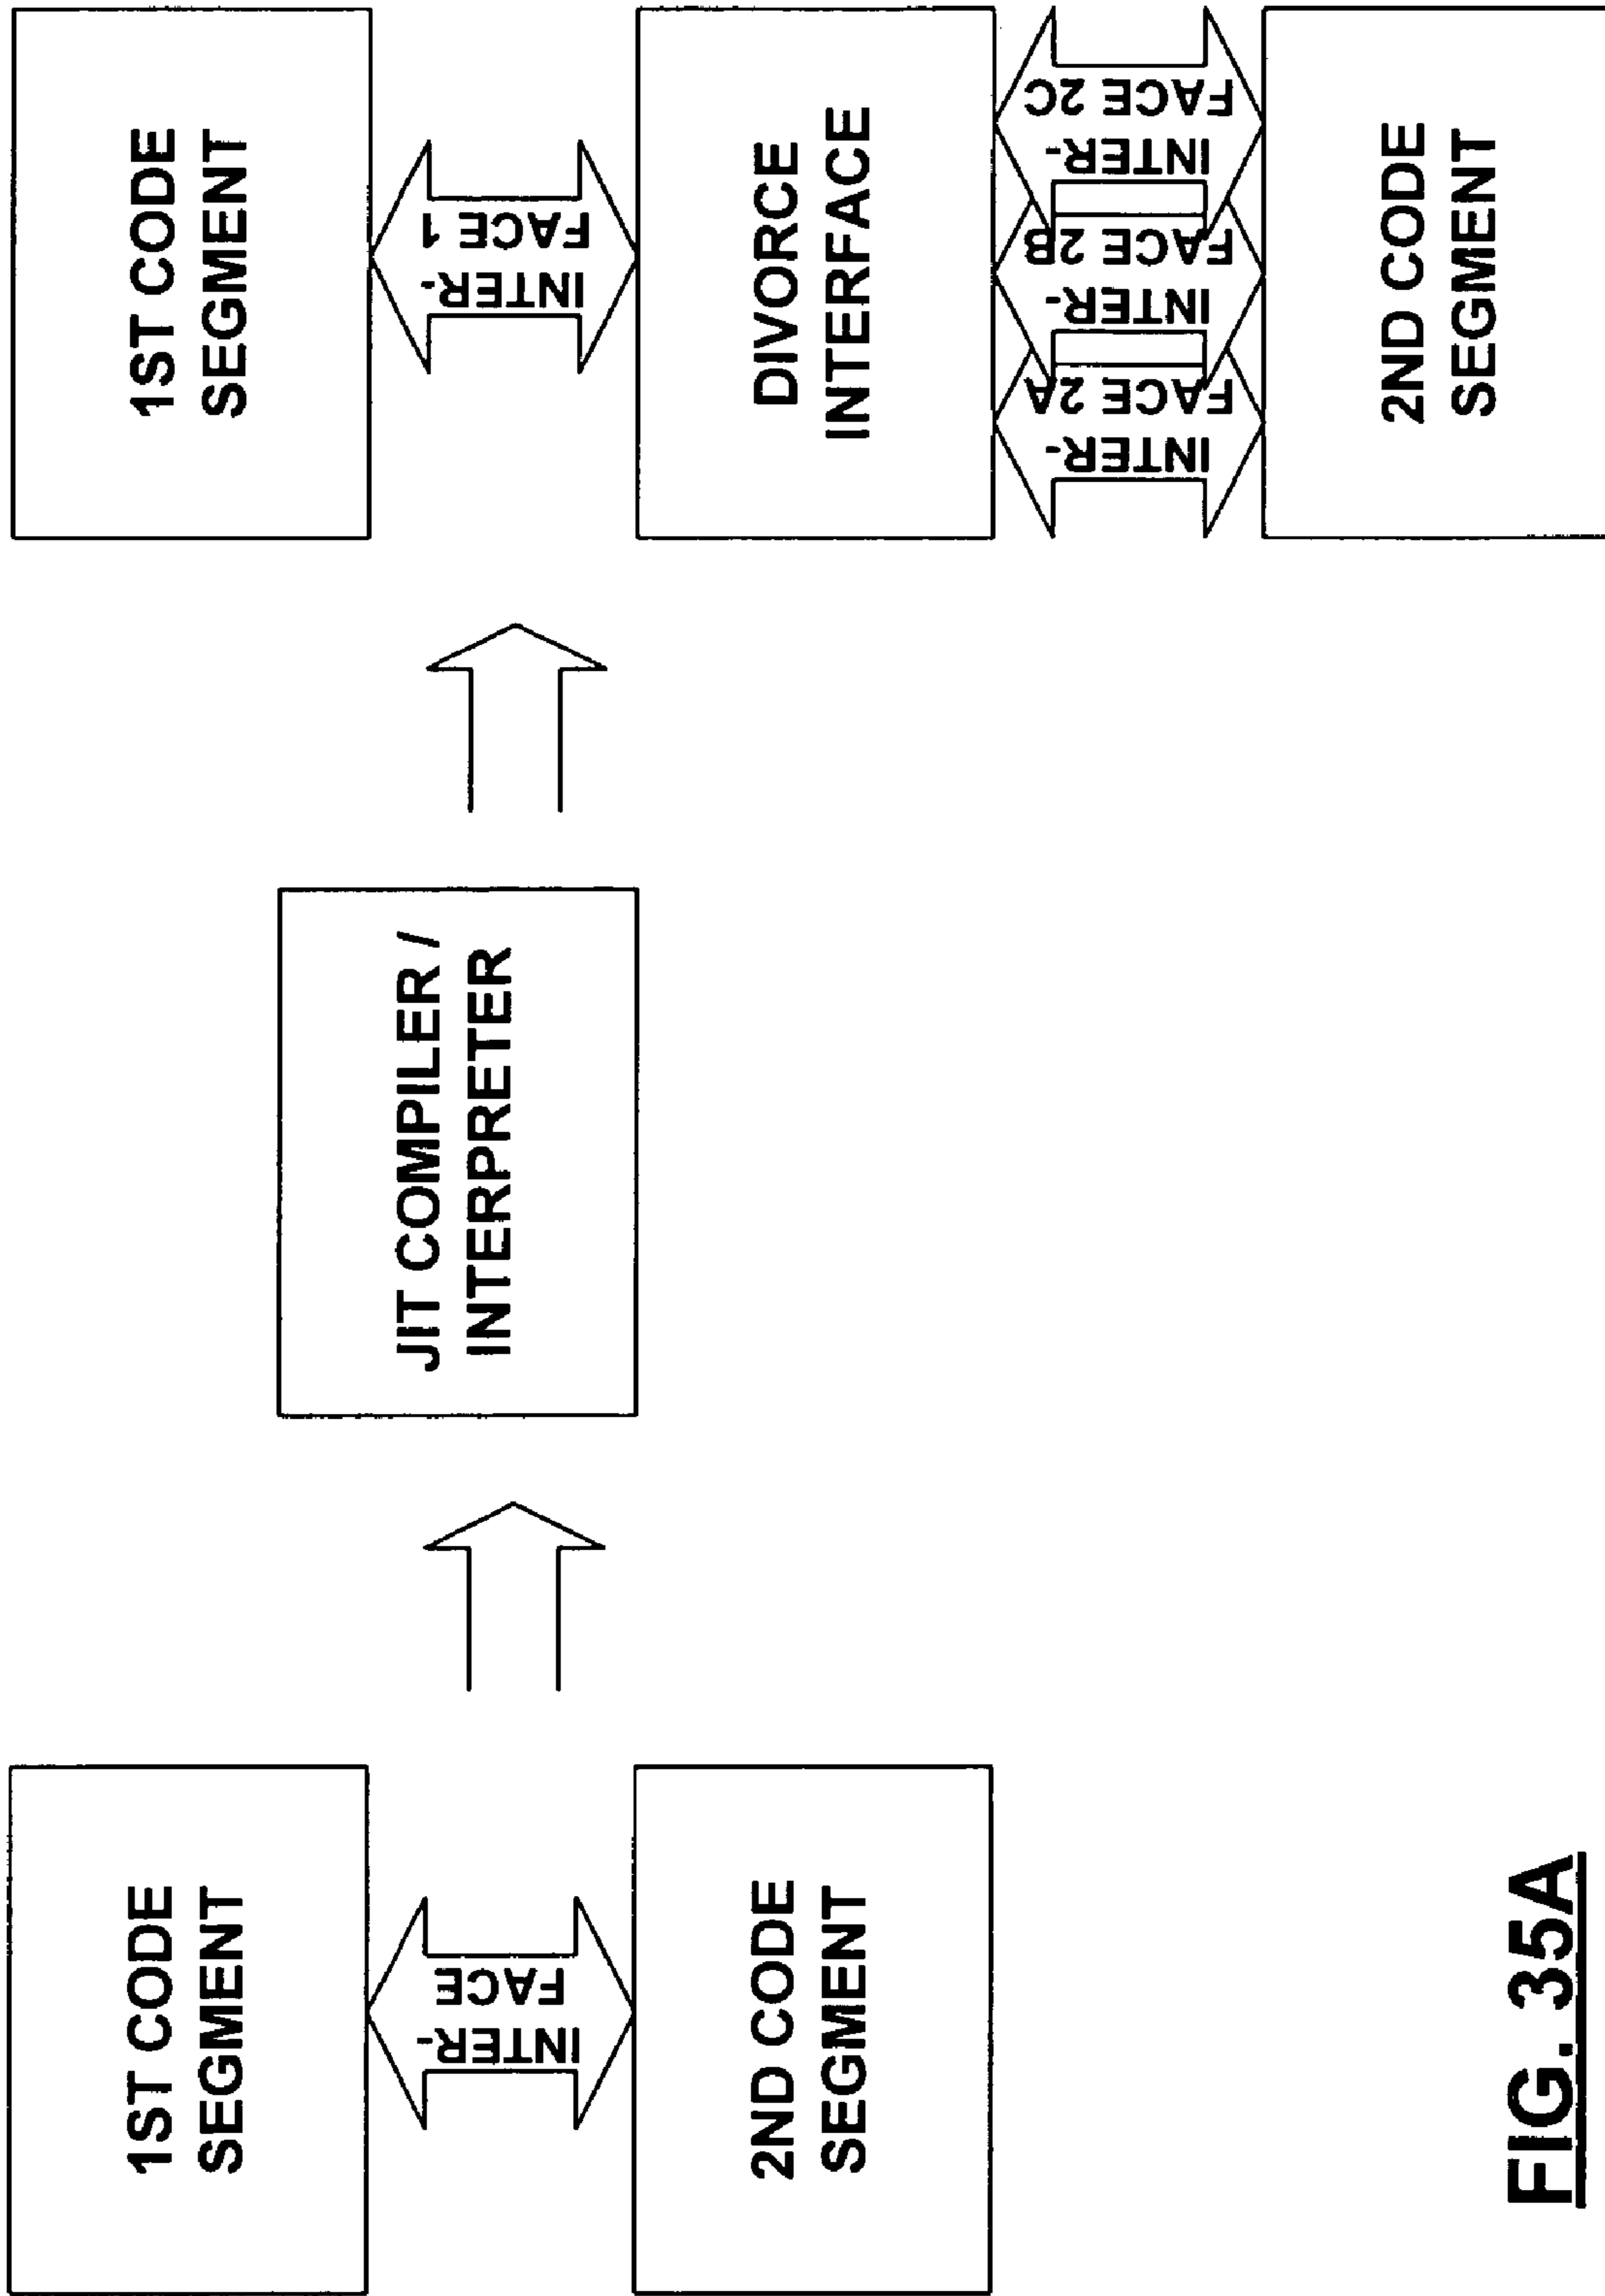 1ST CODE
SEGMENT
INTER-
FACE
2ND CODE
SEGMENT
JIT COMPILER /
INTERPRETER
1ST CODE
SEGMENT
INTER-
FACE 1
DIVORCE
INTERFACE
INTER-
FACE 2A
INTER-
FACE 2B
INTER-
FACE 2C
2ND CODE
SEGMENT
FIG. 35A